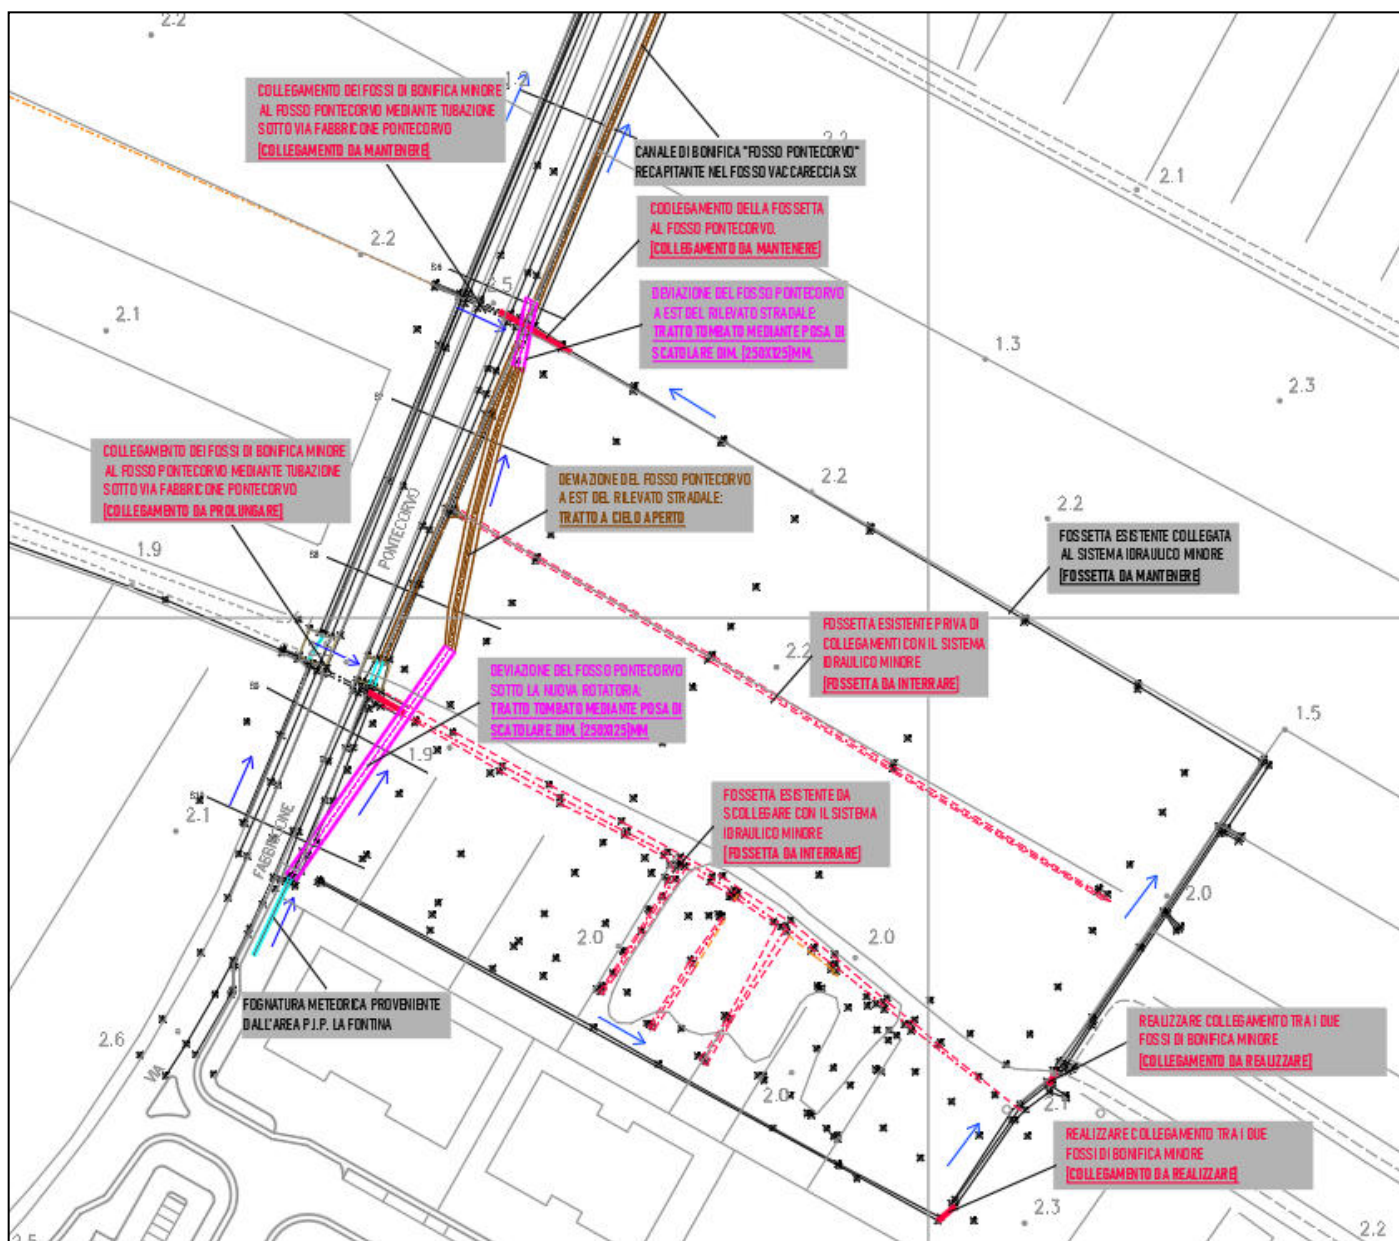 2.2
COLLEGAMENTO DEI FOSSI DI BONIFICA MINORE
AL FOSSO PONTECORVO MEDIANTE TUBAZIONE
SOTTO VIA FABBRICONE PONTECORVO
[COLLEGAMENTO DA MANTENERE]
CANALE DI BONIFICA "FOSSO PONTECORVO"
RECAPITANTE NEL FOSSO VACCARECCIA SX
2.1
COOLEGAMENTO DELLA FOSSETTA
AL FOSSO PONTECORVO.
[COLLEGAMENTO DA MANTENERE]
2.2
DEVIAZIONE DEL FOSSO PONTECORVO
A EST DEL RILEVATO STRADALE:
TRATTO TOMBATO MEDIANTE POSA DI
SCATOLARE DIM. [250X125]MM.
2.1
1.3
2.3
COLLEGAMENTO DEI FOSSI DI BONIFICA MINORE
AL FOSSO PONTECORVO MEDIANTE TUBAZIONE
SOTTO VIA FABBRICONE PONTECORVO
[COLLEGAMENTO DA PROLUNGARE]
DEVIAZIONE DEL FOSSO PONTECORVO
A EST DEL RILEVATO STRADALE:
TRATTO A CIELO APERTO
2.2
2.2
PONTECORVO
FOSSETTA ESISTENTE COLLEGATA
AL SISTEMA IDRAULICO MINORE
[FOSSETTA DA MANTENERE]
1.9
FOSSETTA ESISTENTE PRIVA DI
COLLEGAMENTI CON IL SISTEMA
IDRAULICO MINORE
[FOSSETTA DA INTERRARE]
2.2
DEVIAZIONE DEL FOSSO PONTECORVO
SOTTO LA NUOVA ROTATORIA:
TRATTO TOMBATO MEDIANTE POSA DI
SCATOLARE DIM. [250X125]MM
1.5
1.9
FOSSETTA ESISTENTE DA
SCOLLEGARE CON IL SISTEMA
IDRAULICO MINORE
[FOSSETTA DA INTERRARE]
2.1
FABBRICONE
2.0
2.0
2.0
FOGNATURA METEORICA PROVENIENTE
DALL'AREA P.I.P. LA FONTINA
2.6
VIA
REALIZZARE COLLEGAMENTO TRA I DUE
FOSSI DI BONIFICA MINORE
[COLLEGAMENTO DA REALIZZARE]
2.0
2.1
REALIZZARE COLLEGAMENTO TRA I DUE
FOSSI DI BONIFICA MINORE
[COLLEGAMENTO DA REALIZZARE]
2.3
2.2